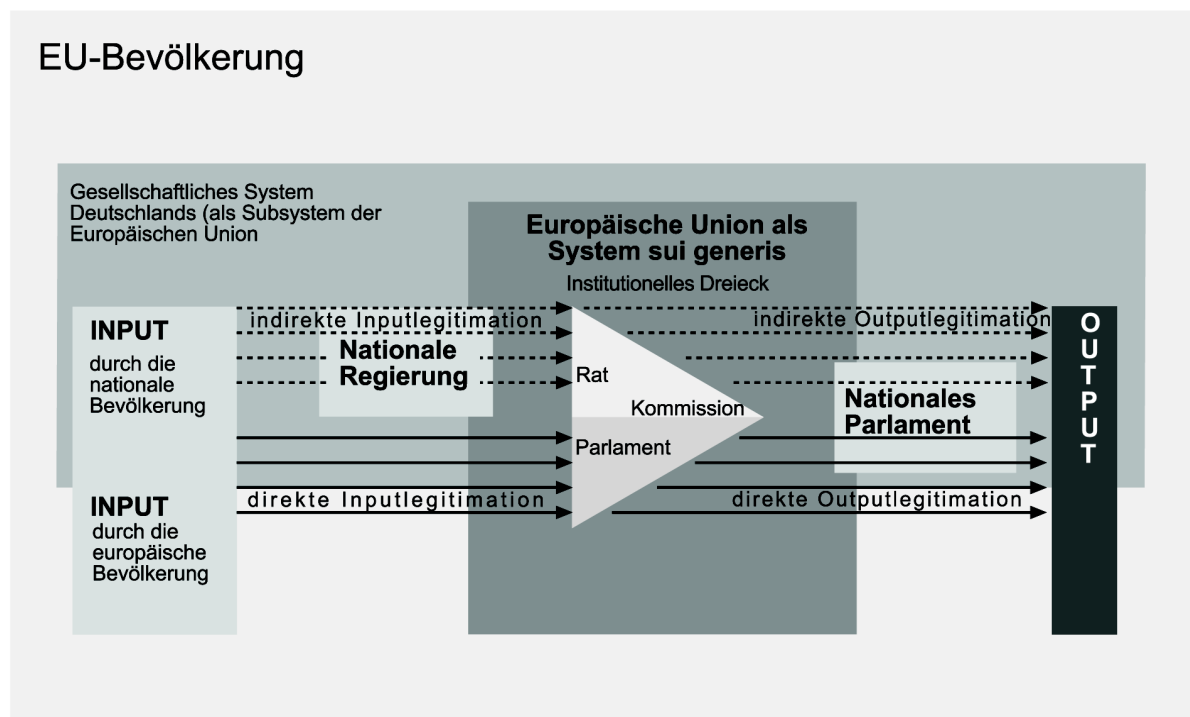 EU-Bevölkerung
Gesellschaftliches System
Deutschlands (als Subsystem der
Europäischen Union
Europäische Union als
System sui generis
Institutionelles Dreieck
INPUT
durch die
nationale
Bevölkerung
indirekte Inputlegitimation
Nationale
Regierung
Rat
Kommission
Parlament
indirekte Outputlegitimation
Nationales
Parlament
OUTPUT
INPUT
durch die
europäische
Bevölkerung
direkte Inputlegitimation
direkte Outputlegitimation